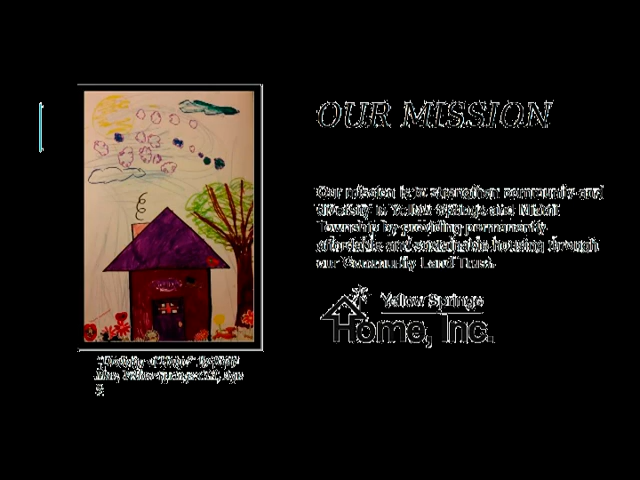 OUR MISSION
Our mission is to strengthen community and
diversity in Yellow Springs and Miami
Township by providing permanently
affordable and sustainable housing through
our Community Land Trust.
Yellow Springs
Home, Inc.